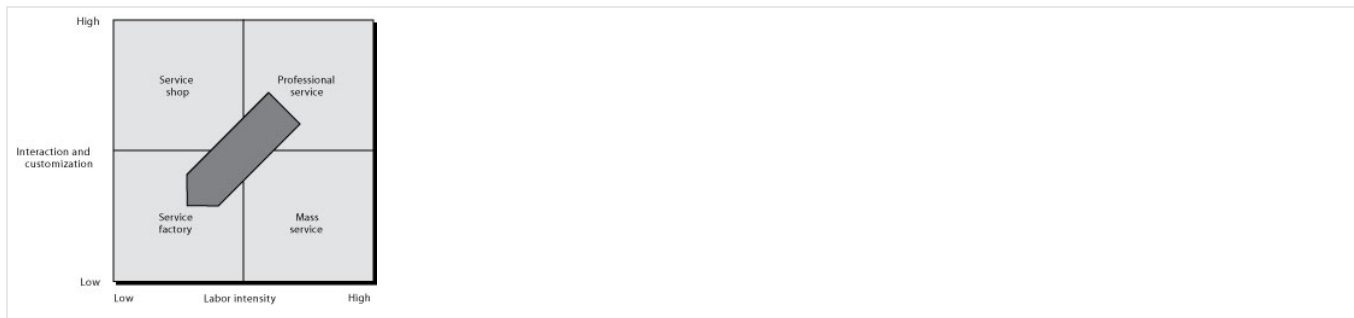 High
Service
shop
Professional
service
Interaction and
customization
Service
factory
Mass
service
Low
Low
Labor intensity
High